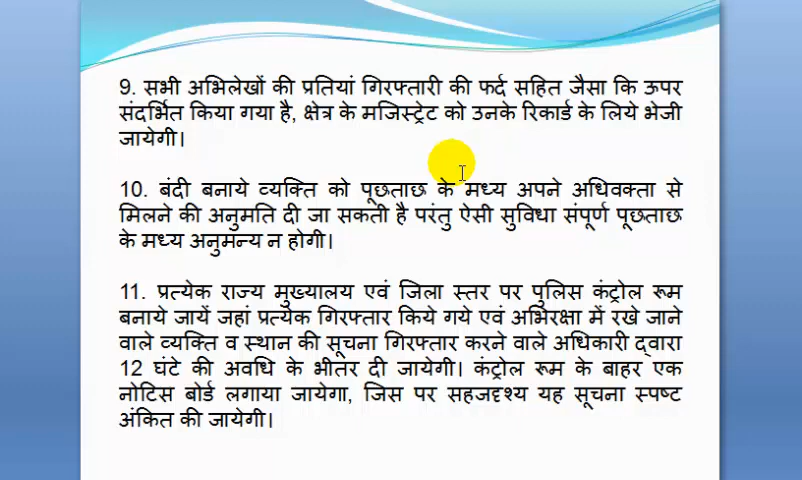 9. सभी अभिलेखों की प्रतियां गिरफ्तारी की फर्द सहित जैसा कि ऊपर
संदर्भित किया गया है, क्षेत्र के मजिस्ट्रेट को उनके रिकार्ड के लिये भेजी
जायेगी।
10. बंदी बनाये व्यक्ति को पूछताछ के मध्य अपने अधिवक्ता से
मिलने की अनुमति दी जा सकती है परंतु ऐसी सुविधा संपूर्ण पूछताछ
के मध्य अनुमन्य न होगी।
11. प्रत्येक राज्य मुख्यालय एवं जिला स्तर पर पुलिस कंट्रोल रूम
बनाये जायें जहां प्रत्येक गिरफ्तार किये गये एवं अभिरक्षा में रखे जाने
वाले व्यक्ति व स्थान की सूचना गिरफ्तार करने वाले अधिकारी द्वारा
12 घंटे की अवधि के भीतर दी जायेगी। कंट्रोल रूम के बाहर एक
नोटिस बोर्ड लगाया जायेगा, जिस पर सहजदृश्य यह सूचना स्पष्ट
अंकित की जायेगी।